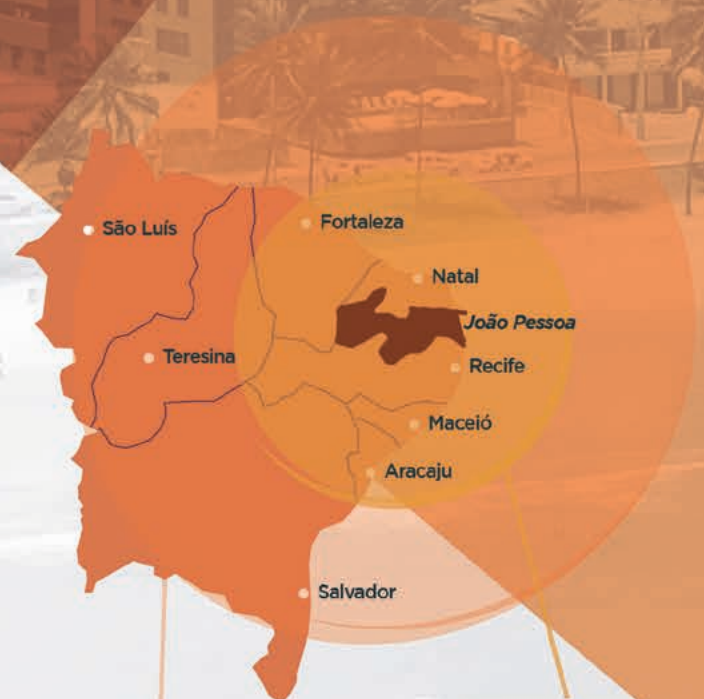 São Luís
Fortaleza
Natal
João Pessoa
Teresina
Recife
Maceió
Aracaju
Salvador